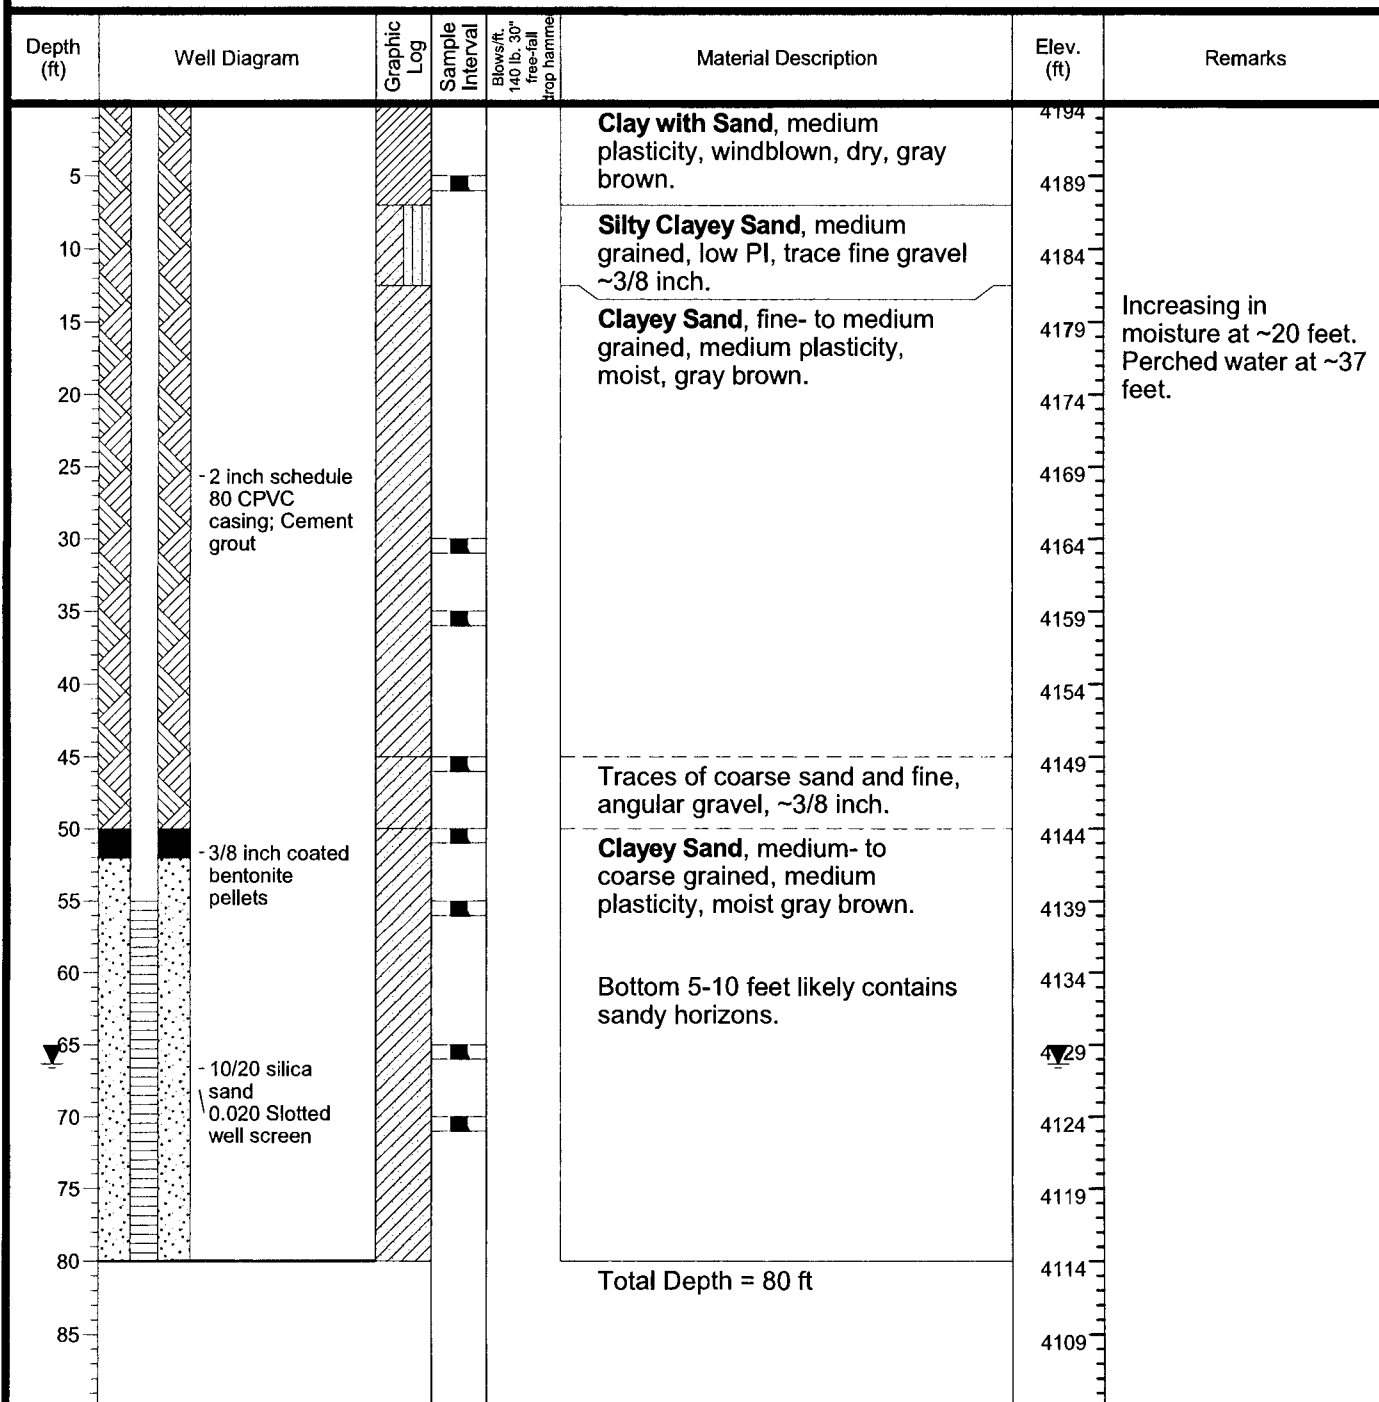 Depth
(ft)
Well Diagram
Graphic
Log
Sample
Interval
Blows/ft.
140 lb. 30"
free-fall
drop hammer
Material Description
Elev.
(ft)
Remarks
5
10
15
20
25
30
35
40
45
50
55
60
65
70
75
80
85
- 2 inch schedule
80 CPVC
casing; Cement
grout
- 3/8 inch coated
bentonite
pellets
- 10/20 silica
sand
\ 0.020 Slotted
well screen
Clay with Sand, medium
plasticity, windblown, dry, gray
brown.
Silty Clayey Sand, medium
grained, low PI, trace fine gravel
~3/8 inch.
Clayey Sand, fine- to medium
grained, medium plasticity,
moist, gray brown.
Traces of coarse sand and fine,
angular gravel, ~3/8 inch.
Clayey Sand, medium- to
coarse grained, medium
plasticity, moist gray brown.
Bottom 5-10 feet likely contains
sandy horizons.
Total Depth = 80 ft
4194
4189
4184
4179
4174
4169
4164
4159
4154
4149
4144
4139
4134
4129
4124
4119
4114
4109
Increasing in
moisture at ~20 feet.
Perched water at ~37
feet.